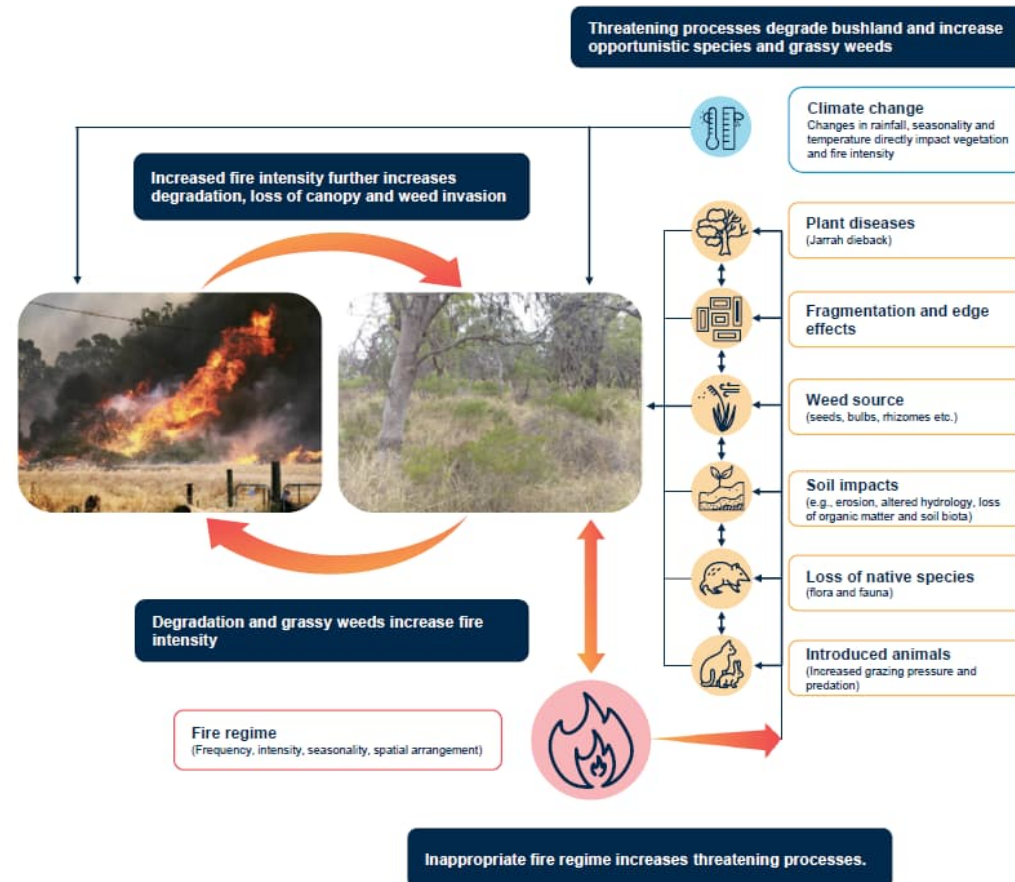 Threatening processes degrade bushland and increase
opportunistic species and grassy weeds
Climate change
Changes in rainfall, seasonality and
temperature directly impact vegetation
and fire intensity
Increased fire intensity further increases
degradation, loss of canopy and weed invasion
Plant diseases
(Jarrah dieback)
Fragmentation and edge
effects
Weed source
(seeds, bulbs, rhizomes etc.)
Soil impacts
(e.g., erosion, altered hydrology, loss
of organic matter and soil biota)
Loss of native species
(flora and fauna)
Introduced animals
(Increased grazing pressure and
predation)
Degradation and grassy weeds increase fire
intensity
Fire regime
(Frequency, intensity, seasonality, spatial arrangement)
Inappropriate fire regime increases threatening processes.